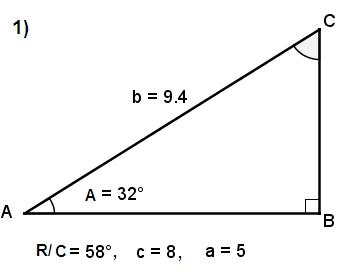 1)
C
b = 9.4
A = 32°
A
B
R/C = 58°, c = 8, a = 5